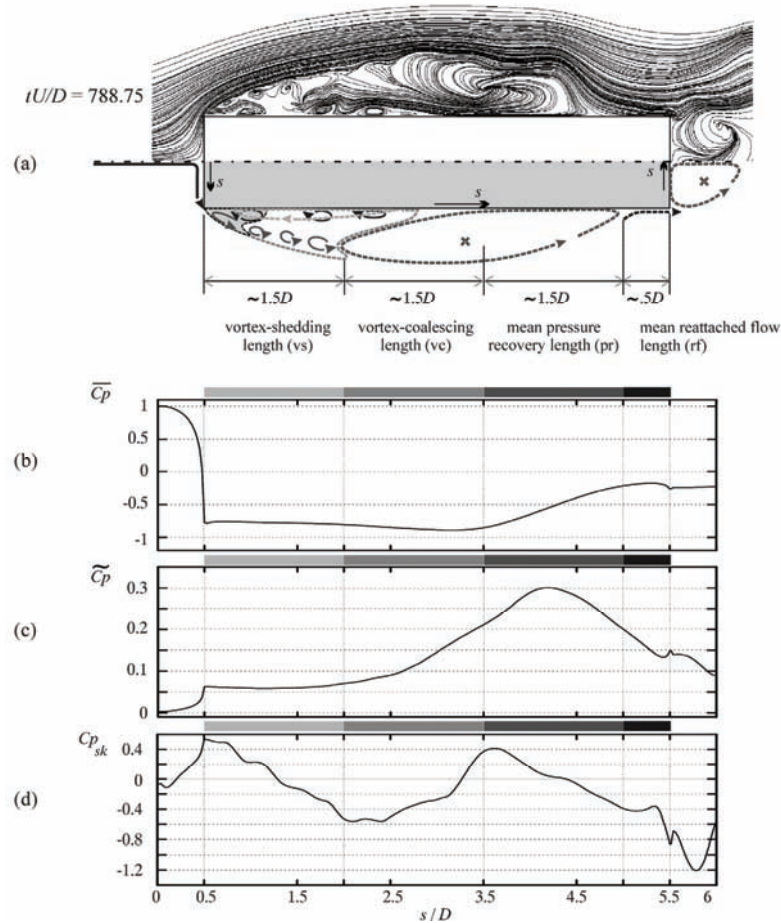 tU/D = 788.75
(a)
s
s
s
~1.5D
~1.5D
~1.5D
~.5D
vortex-shedding length (vs)
vortex-coalescing length (vc)
mean pressure recovery length (pr)
mean reattached flow length (rf)
(b)
Cp
1
0.5
0
-0.5
-1
(c)
Cp
0.3
0.2
0.1
0
(d)
Cp sk
0.4
0
-0.4
-0.8
-1.2
0 0.5 1.5 2.5 3.5 4.5 5.5 6
s / D